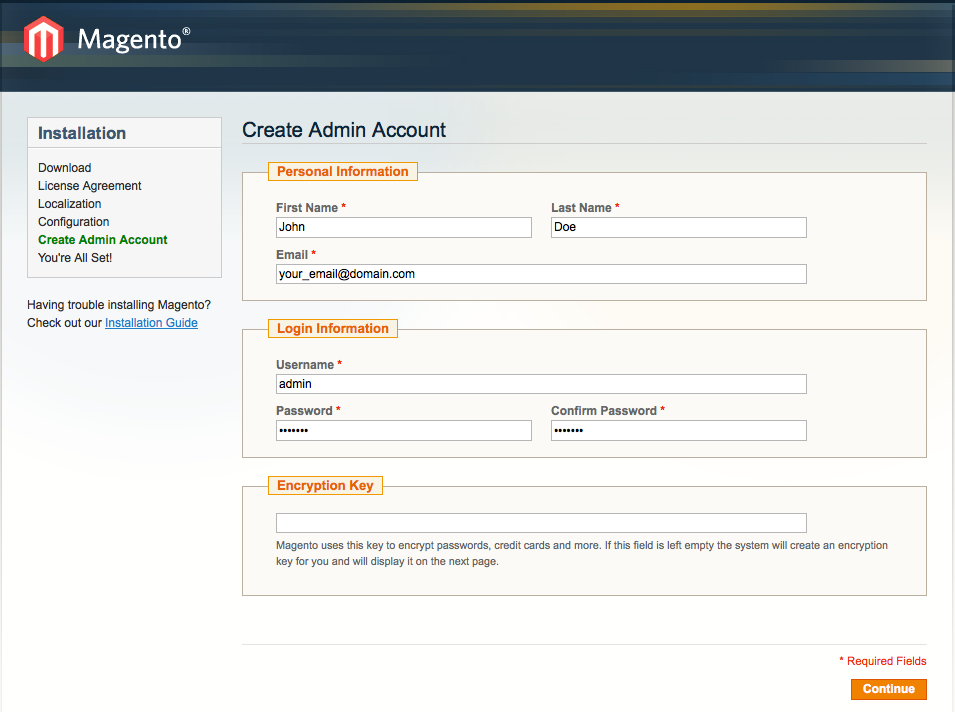 Magento®
Installation
Download
License Agreement
Localization
Configuration
Create Admin Account
You're All Set!
Having trouble installing Magento?
Check out our Installation Guide
Create Admin Account
Personal Information
First Name *
Last Name *
John
Doe
Email *
your_email@domain.com
Login Information
Username *
admin
Password *
Confirm Password *
•••••••
•••••••
Encryption Key
Magento uses this key to encrypt passwords, credit cards and more. If this field is left empty the system will create an encryption
key for you and will display it on the next page.
* Required Fields
Continue